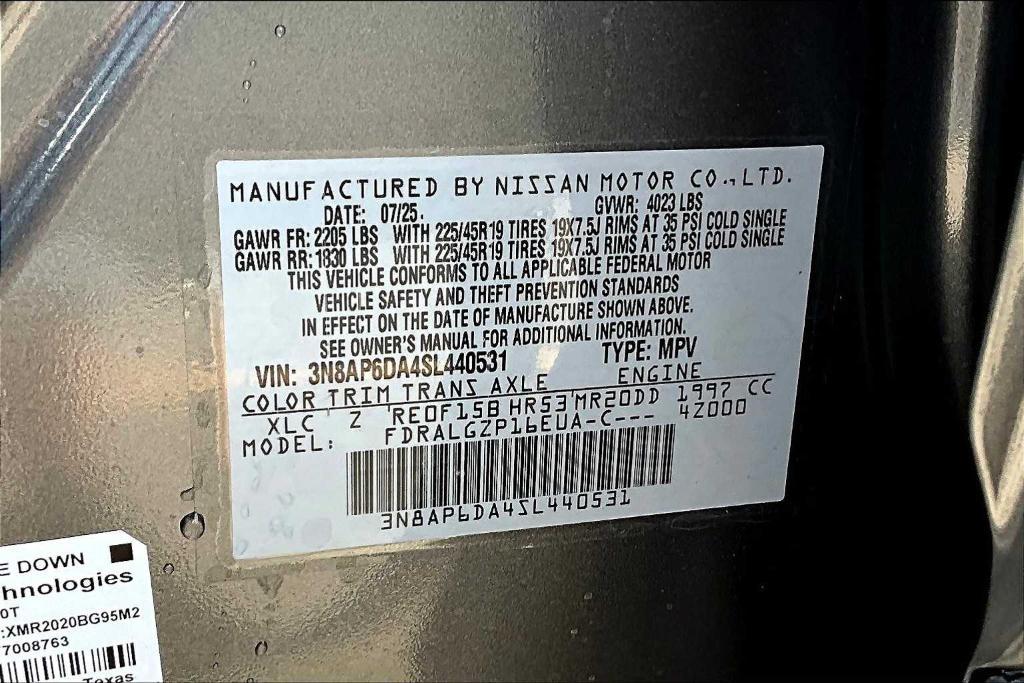 MANUFACTURED BY NISSAN MOTOR CO., LTD.
DATE: 07/25. GVWR: 4023 LBS
GAWR FR: 2205 LBS WITH 225/45R19 TIRES 19X7.5J RIMS AT 35 PSI COLD SINGLE
GAWR RR: 1830 LBS WITH 225/45R19 TIRES 19X7.5J RIMS AT 35 PSI COLD SINGLE
THIS VEHICLE CONFORMS TO ALL APPLICABLE FEDERAL MOTOR
VEHICLE SAFETY AND THEFT PREVENTION STANDARDS
IN EFFECT ON THE DATE OF MANUFACTURE SHOWN ABOVE.
SEE OWNER'S MANUAL FOR ADDITIONAL INFORMATION.
VIN: 3N8AP6DA4SL440531 TYPE: MPV
COLOR TRIM TRANS AXLE ENGINE
XLC Z RE0F15B HR53 MR20DD 1997 CC
MODEL: FDRALGZP16EUA-C--- 4Z000
3N8AP6DA4SL440531
E DOWN
hnologies
0T
:XMR2020BG95M2
7008763
Texas